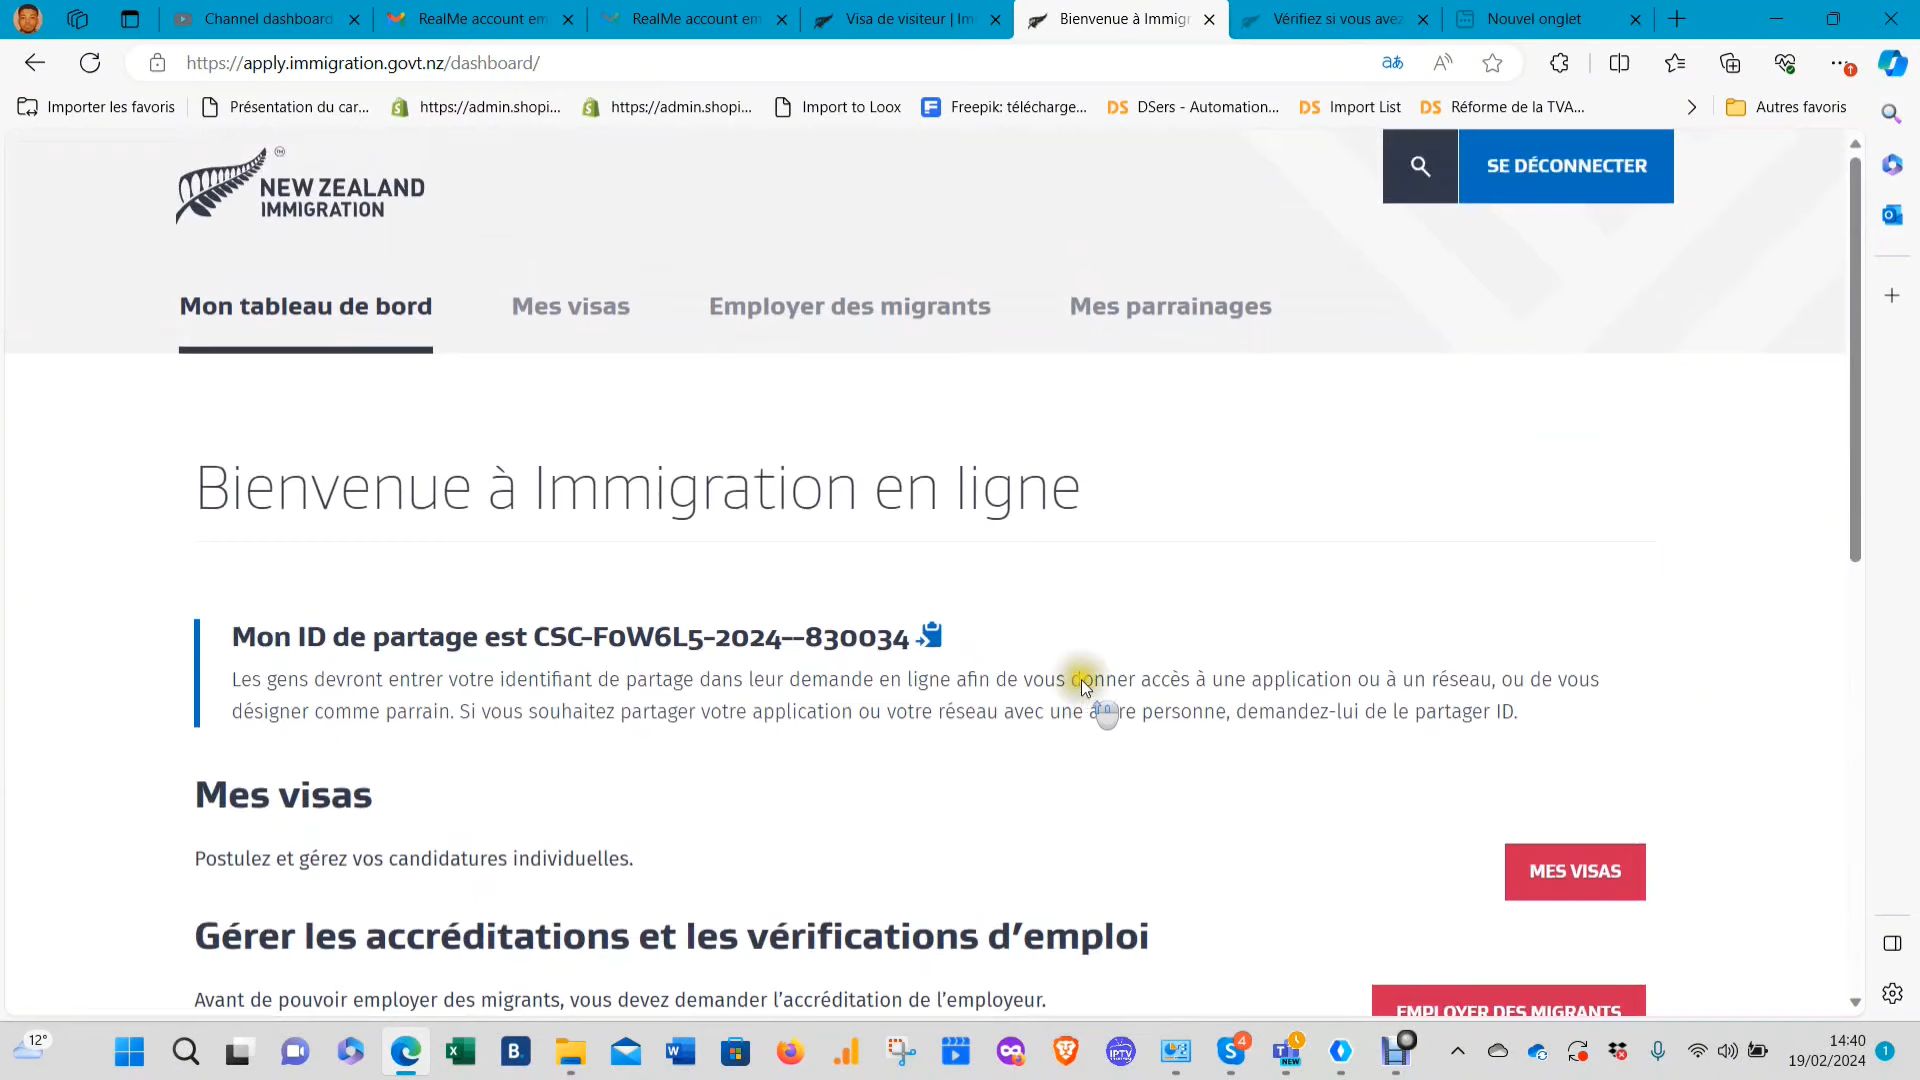 Channel dashboard
RealMe account em
RealMe account em
Visa de visiteur | Im
Bienvenue à Immigr
Vérifiez si vous avez
Nouvel onglet
https://apply.immigration.govt.nz/dashboard/
Importer les favoris
Présentation du car...
https://admin.shopi...
https://admin.shopi...
Import to Loox
Freepik: télécharge...
DS DSers - Automation...
DS Import List
DS Réforme de la TVA...
Autres favoris
NEW ZEALAND
IMMIGRATION
SE DÉCONNECTER
Mon tableau de bord
Mes visas
Employer des migrants
Mes parrainages
Bienvenue à Immigration en ligne
Mon ID de partage est CSC-F0W6L5-2024--830034
Les gens devront entrer votre identifiant de partage dans leur demande en ligne afin de vous donner accès à une application ou à un réseau, ou de vous
désigner comme parrain. Si vous souhaitez partager votre application ou votre réseau avec une autre personne, demandez-lui de le partager ID.
Mes visas
Postulez et gérez vos candidatures individuelles.
MES VISAS
Gérer les accréditations et les vérifications d'emploi
Avant de pouvoir employer des migrants, vous devez demander l'accréditation de l'employeur.
EMPLOYER DES MIGRANTS
12°
B.
IPTV
4
NEW
14:40
19/02/2024
1